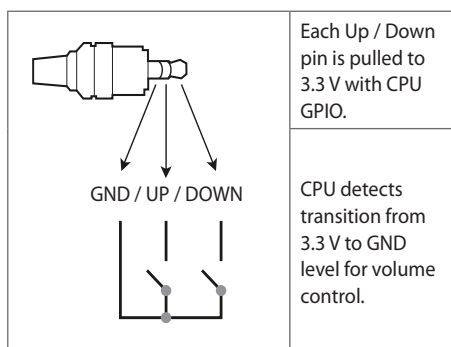 Each Up / Down
pin is pulled to
3.3 V with CPU
GPIO.
GND / UP / DOWN
CPU detects
transition from
3.3 V to GND
level for volume
control.